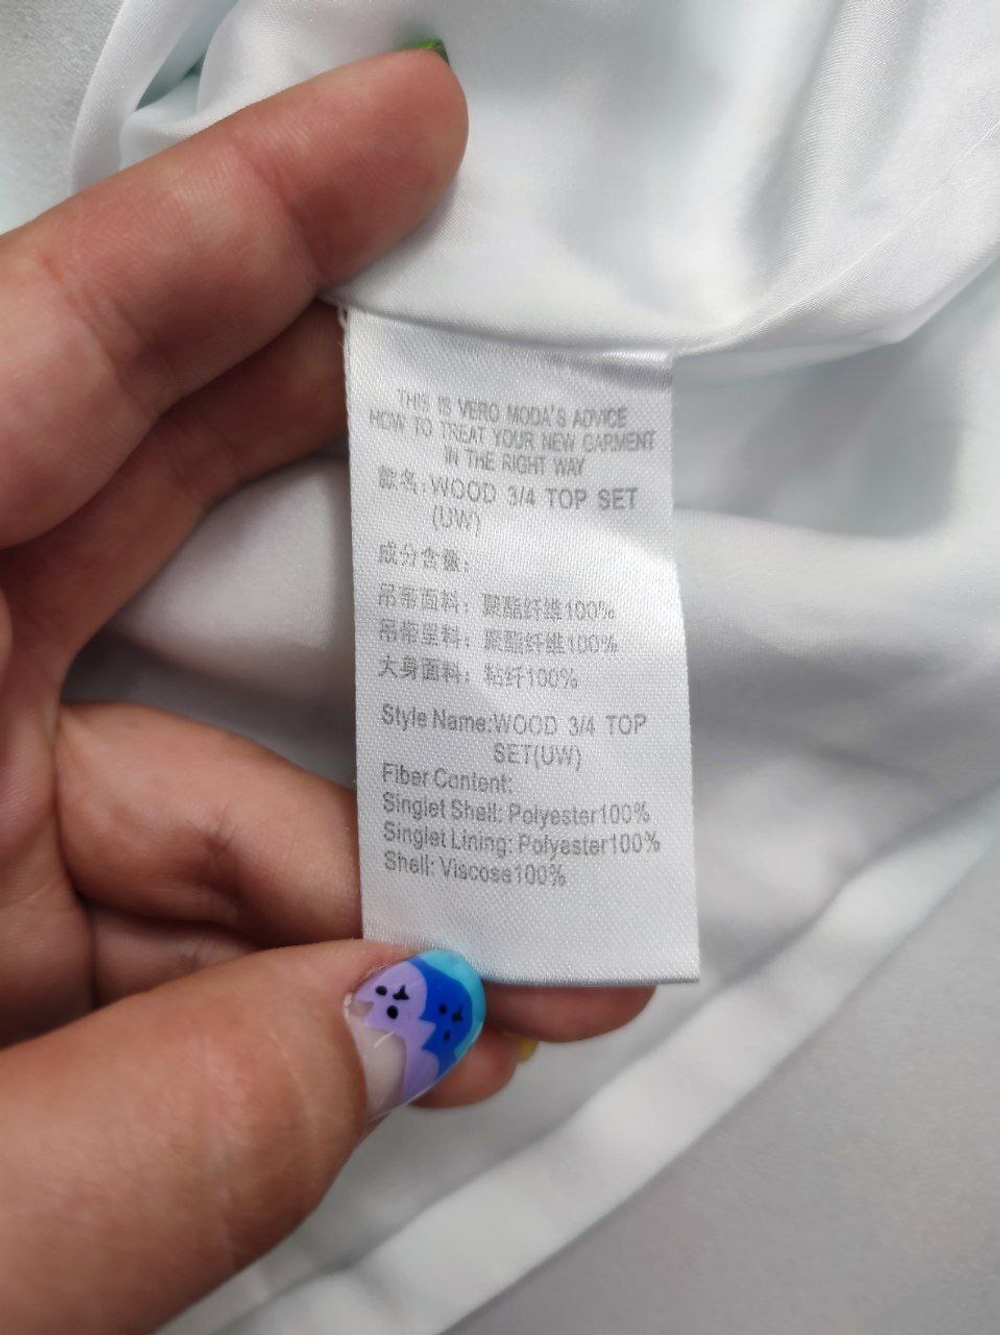 THIS IS VERO MODA'S ADVICE
HOW TO TREAT YOUR NEW GARMENT
IN THE RIGHT WAY
款名:WOOD 3/4 TOP SET
(UW)
成分含量:
吊带面料: 聚酯纤维100%
吊带里料: 聚酯纤维100%
大身面料: 粘纤100%
Style Name:WOOD 3/4 TOP
SET(UW)
Fiber Content:
Singlet Shell: Polyester100%
Singlet Lining: Polyester100%
Shell: Viscose100%